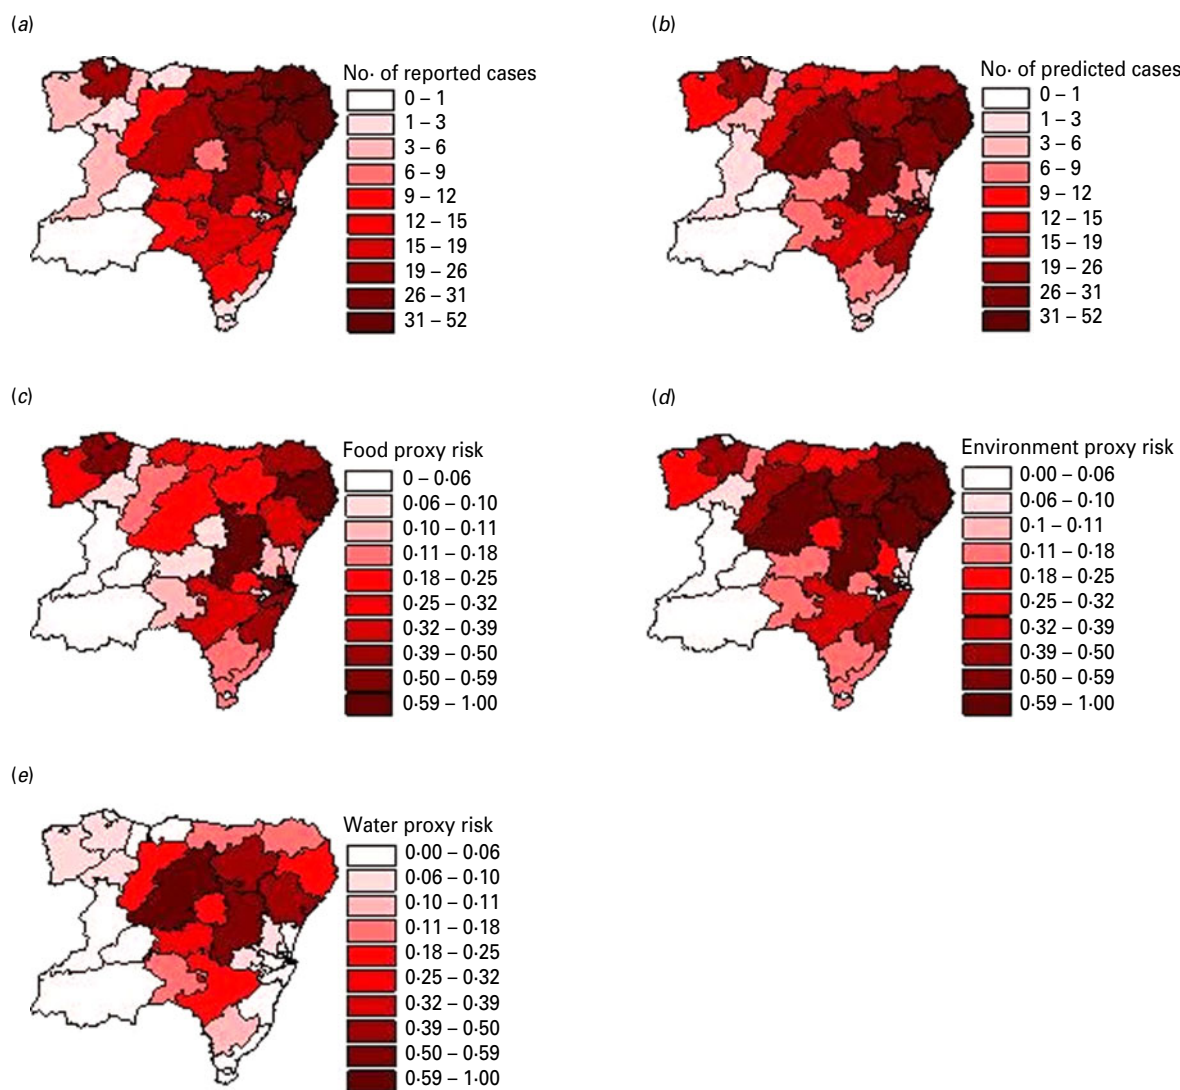 (a)
No· of reported cases
0 – 1
1 – 3
3 – 6
6 – 9
9 – 12
12 – 15
15 – 19
19 – 26
26 – 31
31 – 52
(b)
No· of predicted cases
0 – 1
1 – 3
3 – 6
6 – 9
9 – 12
12 – 15
15 – 19
19 – 26
26 – 31
31 – 52
(c)
Food proxy risk
0 – 0·06
0·06 – 0·10
0·10 – 0·11
0·11 – 0·18
0·18 – 0·25
0·25 – 0·32
0·32 – 0·39
0·39 – 0·50
0·50 – 0·59
0·59 – 1·00
(d)
Environment proxy risk
0·00 – 0·06
0·06 – 0·10
0·1 – 0·11
0·11 – 0·18
0·18 – 0·25
0·25 – 0·32
0·32 – 0·39
0·39 – 0·50
0·50 – 0·59
0·59 – 1·00
(e)
Water proxy risk
0·00 – 0·06
0·06 – 0·10
0·10 – 0·11
0·11 – 0·18
0·18 – 0·25
0·25 – 0·32
0·32 – 0·39
0·39 – 0·50
0·50 – 0·59
0·59 – 1·00